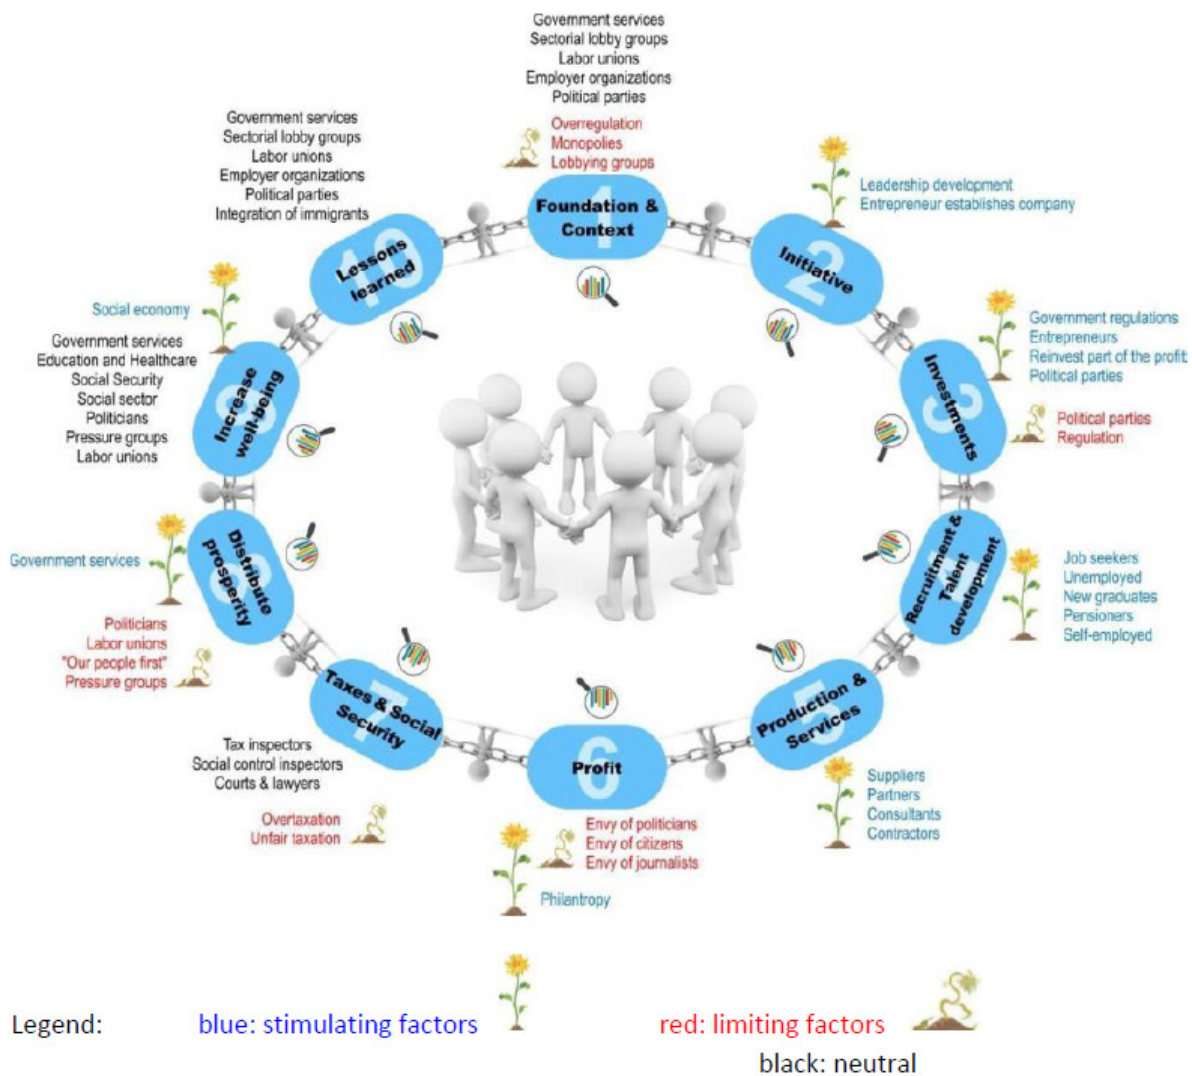 Government services
Sectorial lobby groups
Labor unions
Employer organizations
Political parties
Overregulation
Monopolies
Lobbying groups
1
Foundation &
Context
Leadership development
Entrepreneur establishes company
2
Initiative
Government regulations
Entrepreneurs
Reinvest part of the profit
Political parties
Political parties
Regulation
3
Investments
Job seekers
Unemployed
New graduates
Pensioners
Self-employed
Recruitment &
Talent
development
5
Production &
Services
Suppliers
Partners
Consultants
Contractors
6
Profit
Envy of politicians
Envy of citizens
Envy of journalists
Philantropy
7
Taxes & Social
Security
Tax inspectors
Social control inspectors
Courts & lawyers
Overtaxation
Unfair taxation
Distribute
prosperity
Government services
Politicians
Labor unions
"Our people first"
Pressure groups
Increase
well-being
Social economy
Government services
Education and Healthcare
Social Security
Social sector
Politicians
Pressure groups
Labor unions
10
Lessons
learned
Government services
Sectorial lobby groups
Labor unions
Employer organizations
Political parties
Integration of immigrants
Legend: blue: stimulating factors red: limiting factors
black: neutral